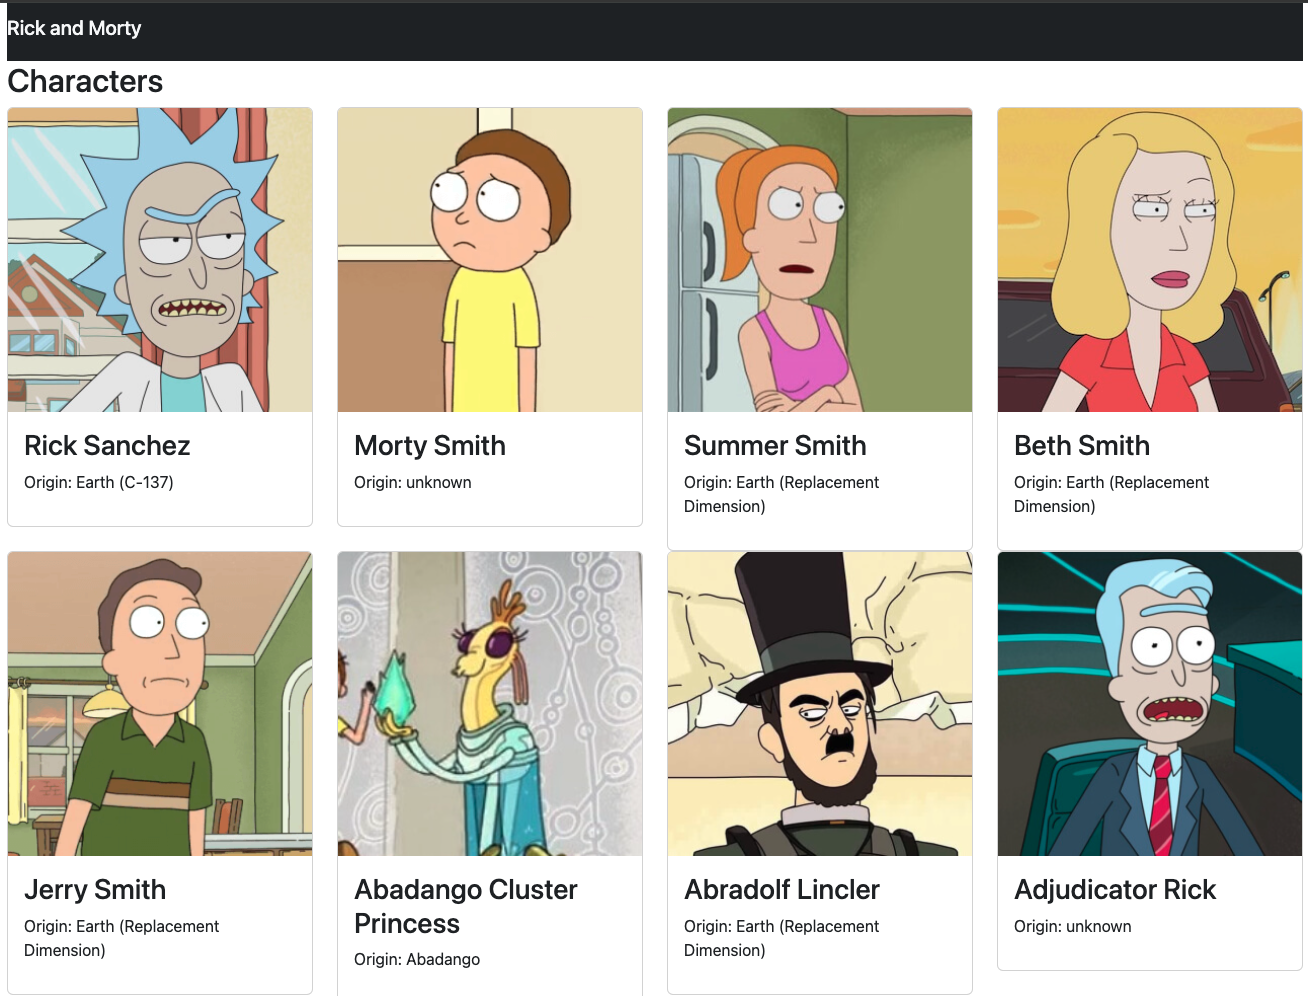 Rick and Morty
Characters
Rick Sanchez
Origin: Earth (C-137)
Morty Smith
Origin: unknown
Summer Smith
Origin: Earth (Replacement
Dimension)
Beth Smith
Origin: Earth (Replacement
Dimension)
Jerry Smith
Origin: Earth (Replacement
Dimension)
Abadango Cluster
Princess
Origin: Abadango
Abradolf Lincler
Origin: Earth (Replacement
Dimension)
Adjudicator Rick
Origin: unknown